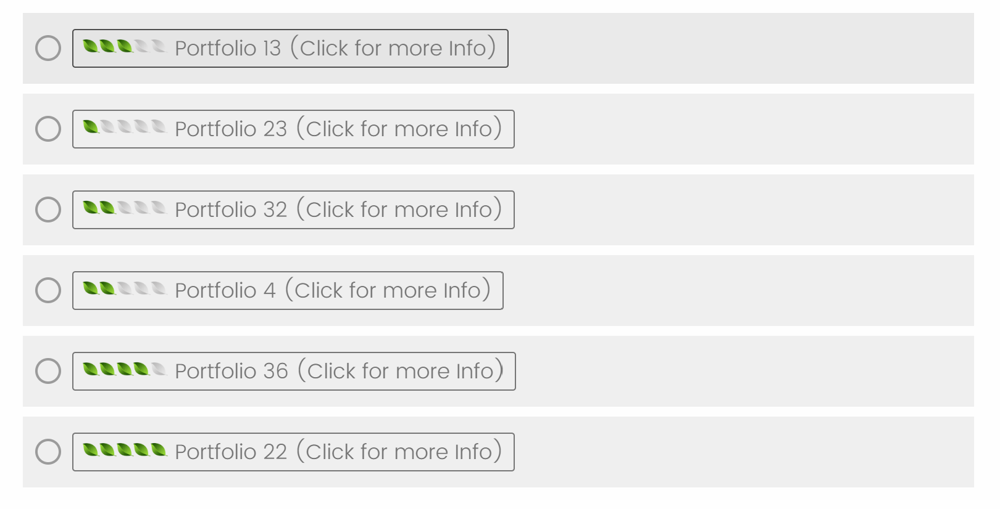 Portfolio 13 (Click for more Info)
Portfolio 23 (Click for more Info)
Portfolio 32 (Click for more Info)
Portfolio 4 (Click for more Info)
Portfolio 36 (Click for more Info)
Portfolio 22 (Click for more Info)